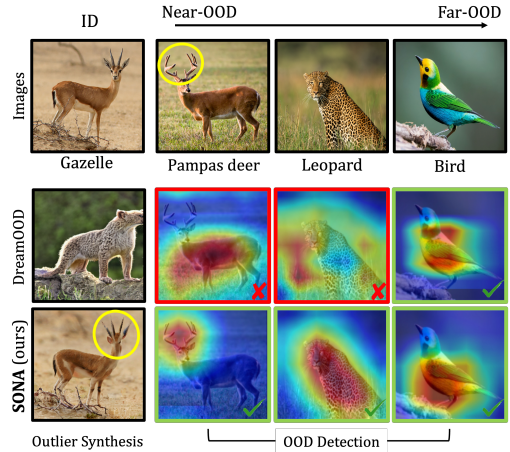 ID
Near-OOD
Far-OOD
Images
Gazelle
Pampas deer
Leopard
Bird
DreamOOD
SONA (ours)
Outlier Synthesis
OOD Detection